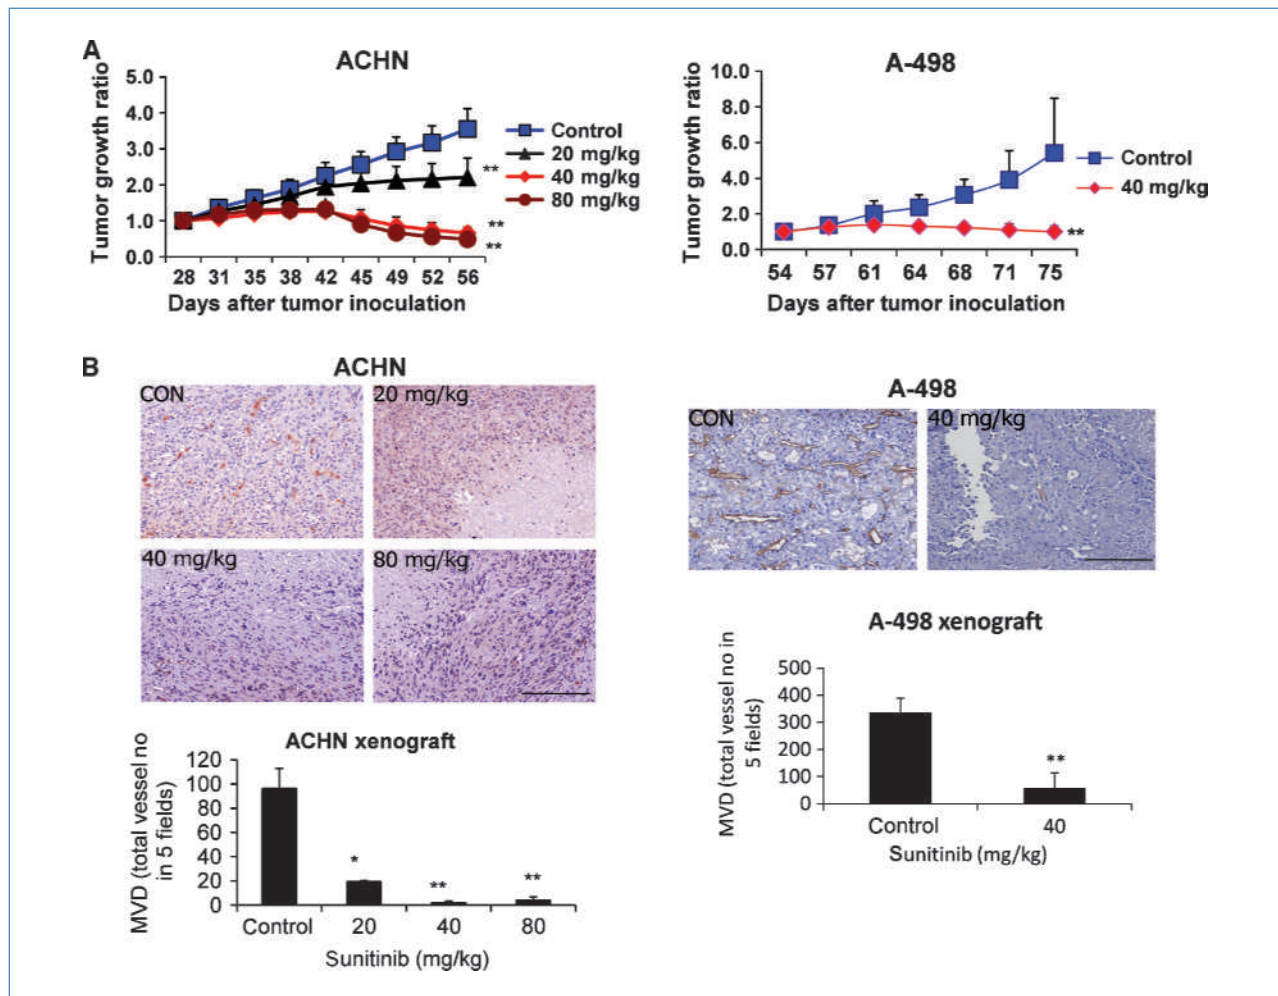 A
ACHN
Tumor growth ratio
5.0
4.0
3.0
2.0
1.0
0.0
28 31 35 38 42 45 49 52 56
Days after tumor inoculation
**
**
**
Control
20 mg/kg
40 mg/kg
80 mg/kg
A-498
Tumor growth ratio
10.0
8.0
6.0
4.0
2.0
0.0
54 57 61 64 68 71 75
Days after tumor inoculation
**
Control
40 mg/kg
B
ACHN
CON
20 mg/kg
40 mg/kg
80 mg/kg
ACHN xenograft
MVD (total vessel no
in 5 fields)
120
100
80
60
40
20
0
*
**
**
Control 20 40 80
Sunitinib (mg/kg)
A-498
CON
40 mg/kg
A-498 xenograft
MVD (total vessel no in
5 fields)
500
400
300
200
100
0
**
Control 40
Sunitinib (mg/kg)